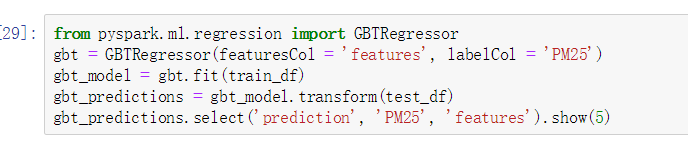 [29]:
from pyspark.ml.regression import GBTRegressor
gbt = GBTRegressor(featuresCol = 'features', labelCol = 'PM25')
gbt_model = gbt.fit(train_df)
gbt_predictions = gbt_model.transform(test_df)
gbt_predictions.select('prediction', 'PM25', 'features').show(5)